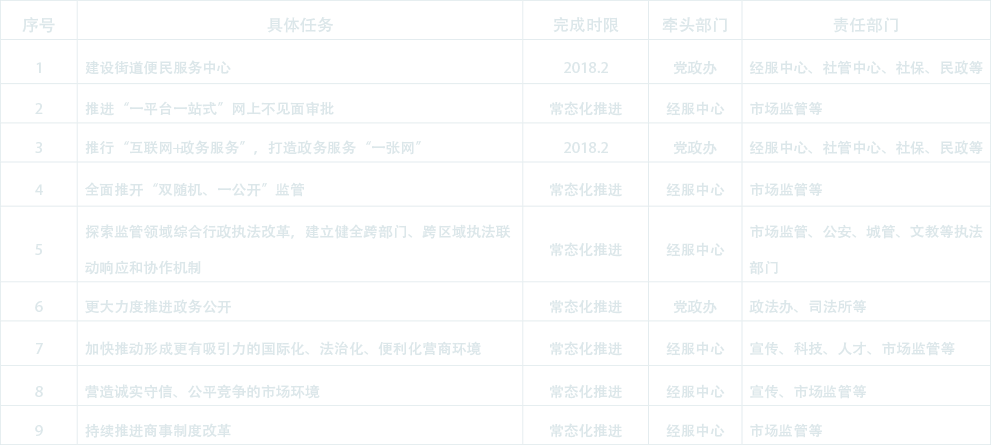 序号 具体任务 完成时限 牵头部门 责任部门
1 建设街道便民服务中心 2018.2 党政办 经服中心、社管中心、社保、民政等
2 推进“一平台一站式”网上不见面审批 常态化推进 经服中心 市场监管等
3 推行“互联网+政务服务”，打造政务服务“一张网” 2018.2 党政办 经服中心、社管中心、社保、民政等
4 全面推开“双随机、一公开”监管 常态化推进 经服中心 市场监管等
5 探索监管领域综合行政执法改革，建立健全跨部门、跨区域执法联 常态化推进 经服中心 市场监管、公安、城管、文教等执法
动响应和协作机制 部门
6 更大力度推进政务公开 常态化推进 党政办 政法办、司法所等
7 加快推动形成更有吸引力的国际化、法治化、便利化营商环境 常态化推进 经服中心 宣传、科技、人才、市场监管等
8 营造诚实守信、公平竞争的市场环境 常态化推进 经服中心 宣传、市场监管等
9 持续推进商事制度改革 常态化推进 经服中心 市场监管等